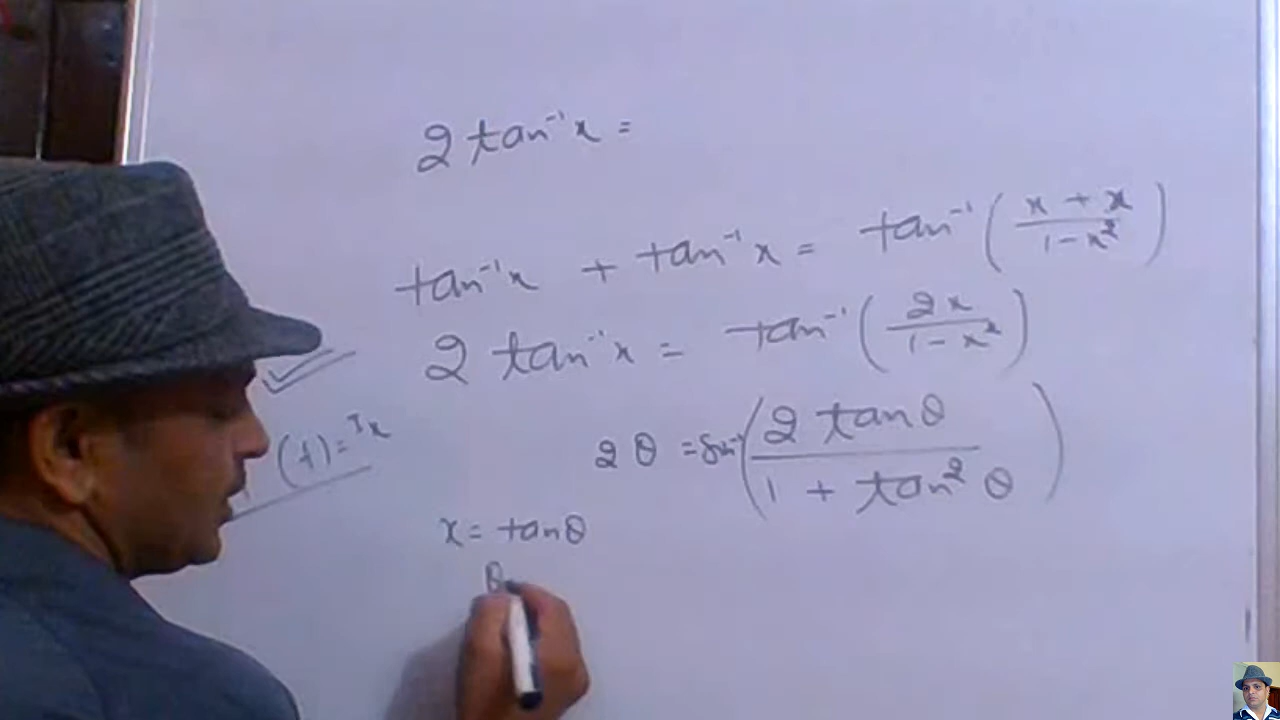 2 tan⁻¹x =
tan⁻¹x + tan⁻¹x = tan⁻¹(x + x / 1 - x²)
2 tan⁻¹x = tan⁻¹(2x / 1 - x²)
2θ = sin⁻¹(2 tanθ / 1 + tan²θ)
x = tanθ
θ